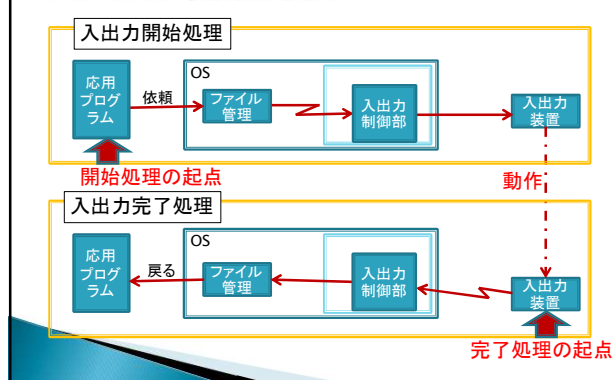 入出力開始処理
OS
応用
プログ
ラム
依頼
ファイル
管理
入出力
制御部
入出力
装置
開始処理の起点
動作
入出力完了処理
OS
応用
プログ
ラム
戻る
ファイル
管理
入出力
制御部
入出力
装置
完了処理の起点